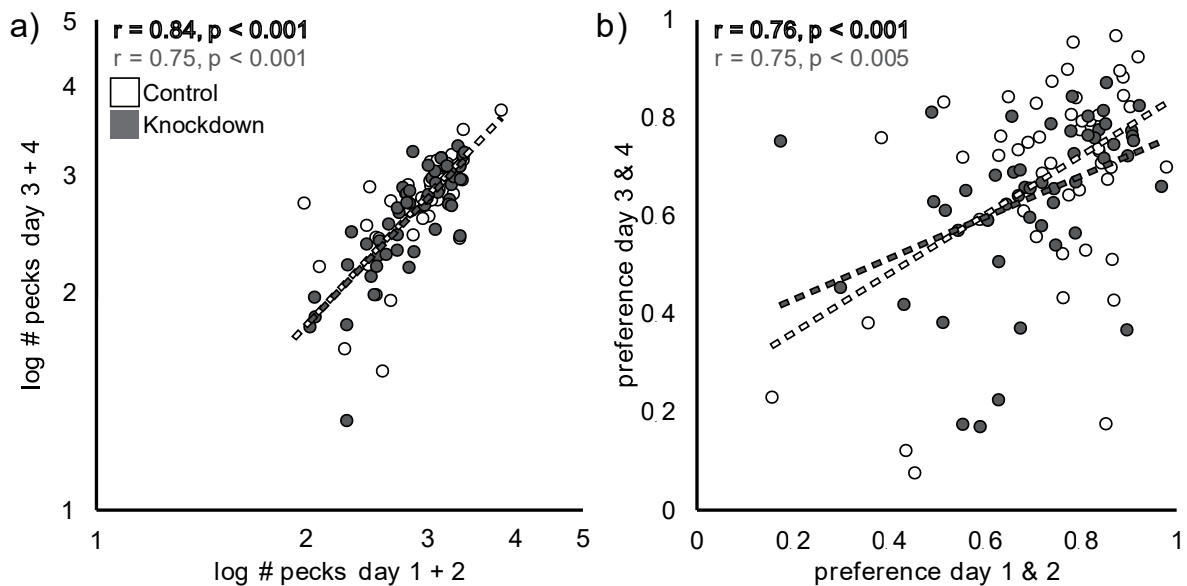 a)
r = 0.84, p < 0.001
r = 0.75, p < 0.001
Control
Knockdown
5
4
3
2
1
log # pecks day 3 + 4
1
2
3
4
5
log # pecks day 1 + 2
b)
r = 0.76, p < 0.001
r = 0.75, p < 0.005
1
0.8
0.6
0.4
0.2
0
preference day 3 & 4
0
0.2
0.4
0.6
0.8
1
preference day 1 & 2